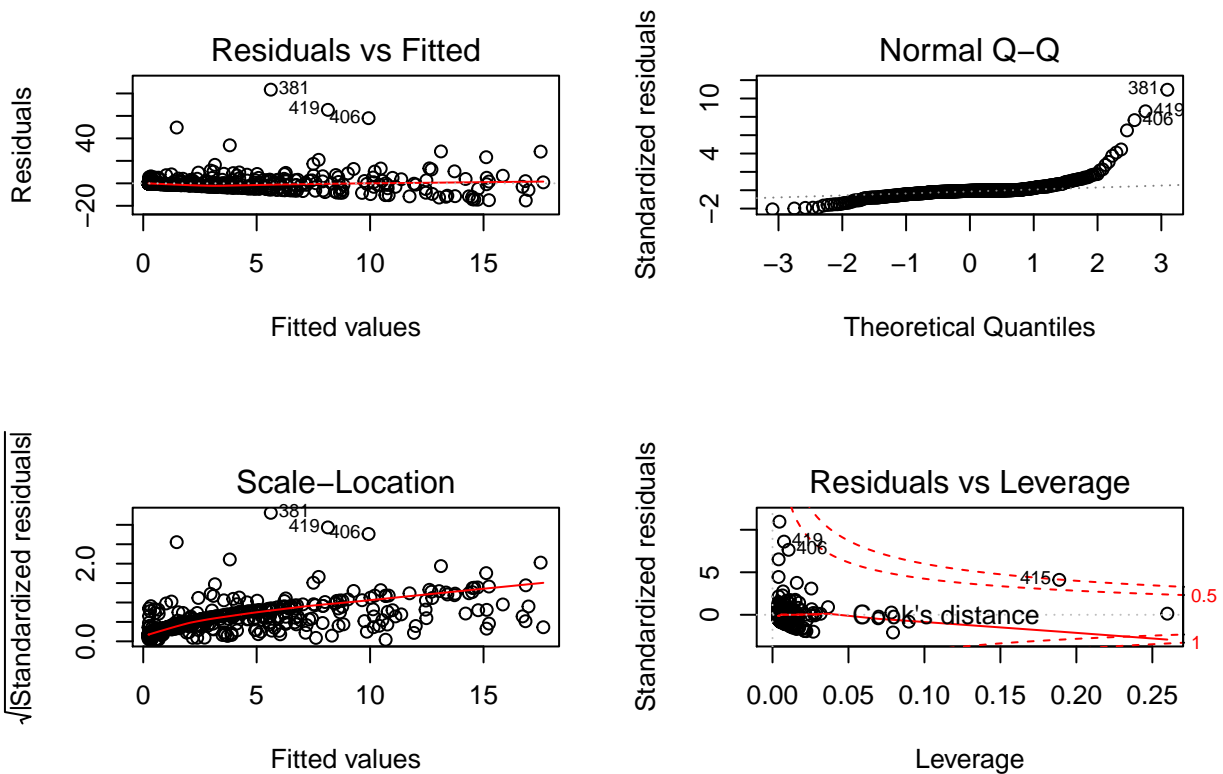 Residuals vs Fitted
Residuals
40
−20
381
419
406
0 5 10 15
Fitted values
Normal Q−Q
Standardized residuals
10
4
−2
381
419
406
−3 −2 −1 0 1 2 3
Theoretical Quantiles
Scale−Location
√|Standardized residuals|
2.0
0.0
381
419
406
0 5 10 15
Fitted values
Residuals vs Leverage
Standardized residuals
5
0
419
406
415
Cook's distance
0.5
1
0.00 0.05 0.10 0.15 0.20 0.25
Leverage